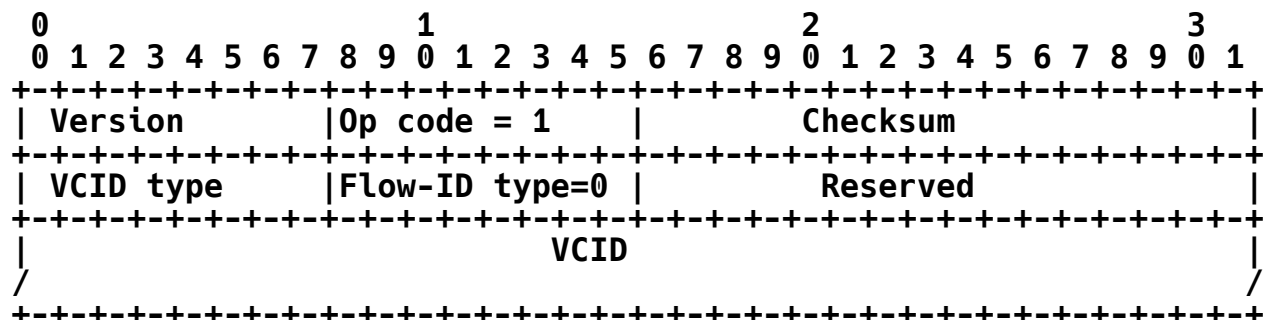 0                   1                   2                   3
 0 1 2 3 4 5 6 7 8 9 0 1 2 3 4 5 6 7 8 9 0 1 2 3 4 5 6 7 8 9 0 1
+-+-+-+-+-+-+-+-+-+-+-+-+-+-+-+-+-+-+-+-+-+-+-+-+-+-+-+-+-+-+-+-+
| Version       |Op code = 1    |        Checksum               |
+-+-+-+-+-+-+-+-+-+-+-+-+-+-+-+-+-+-+-+-+-+-+-+-+-+-+-+-+-+-+-+-+
| VCID type     |Flow-ID type=0 |         Reserved              |
+-+-+-+-+-+-+-+-+-+-+-+-+-+-+-+-+-+-+-+-+-+-+-+-+-+-+-+-+-+-+-+-+
|                           VCID                                |
/                                                               /
+-+-+-+-+-+-+-+-+-+-+-+-+-+-+-+-+-+-+-+-+-+-+-+-+-+-+-+-+-+-+-+-+